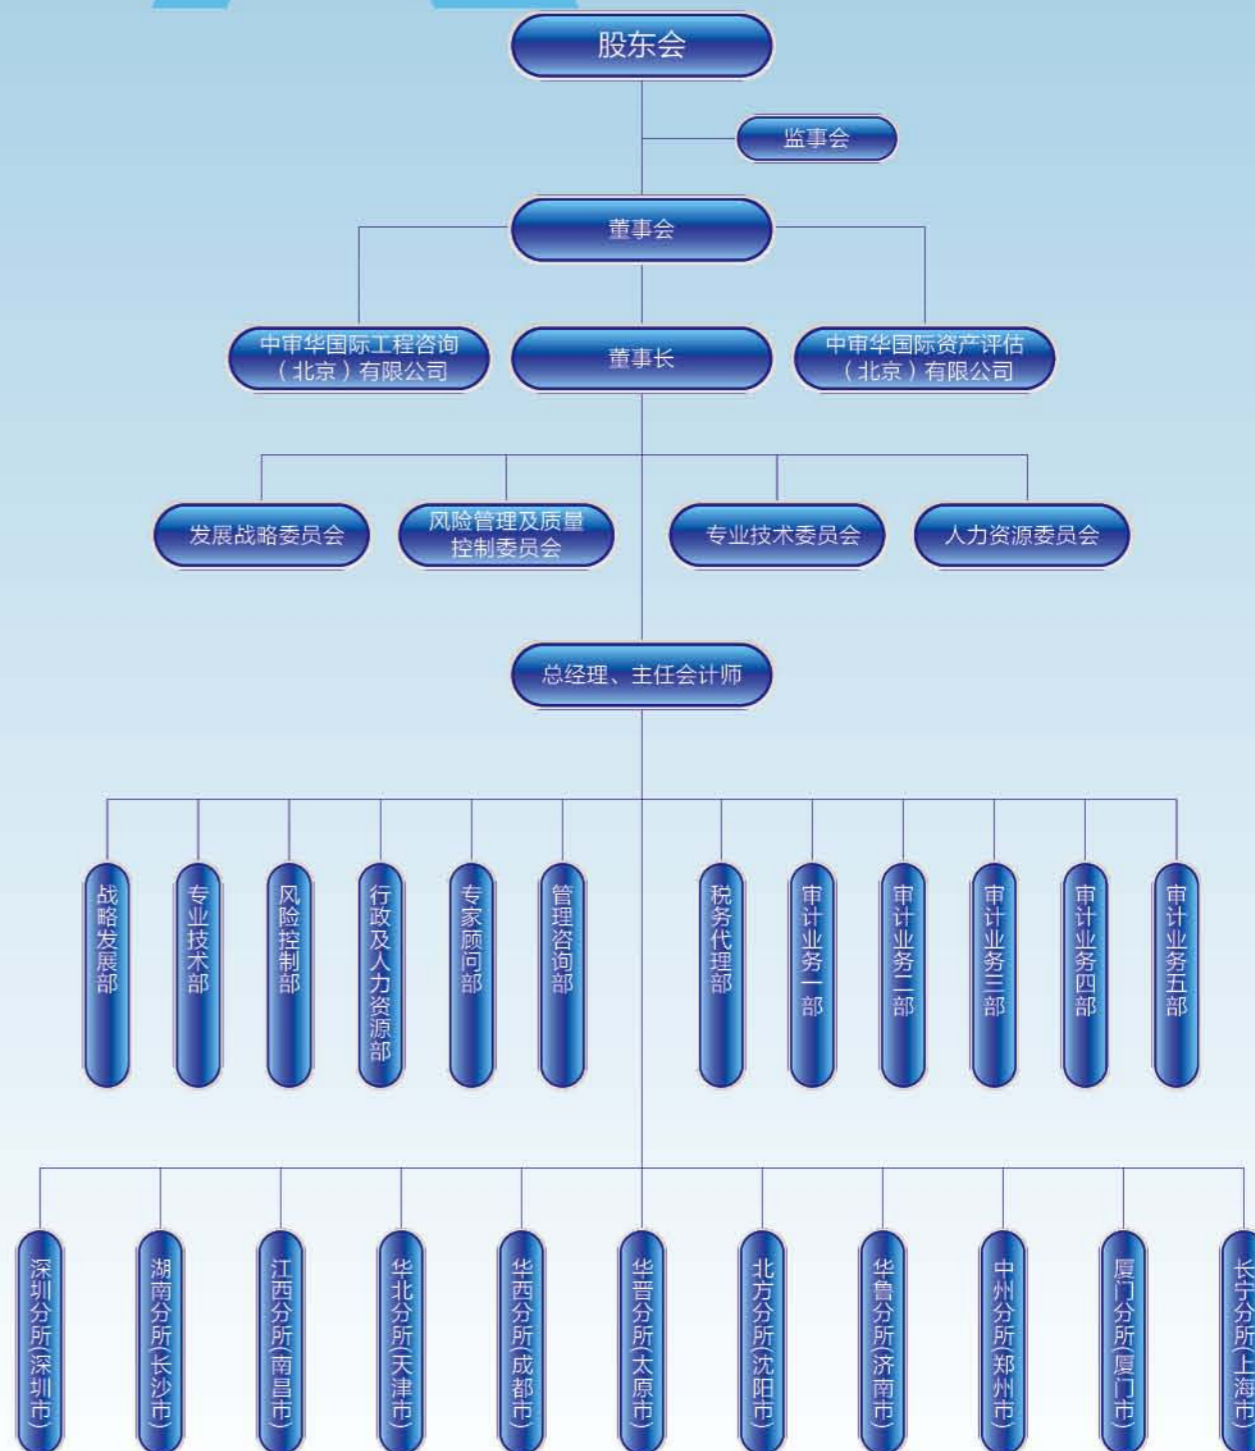 股东会
监事会
董事会
中审华国际工程咨询
（北京）有限公司
董事长
中审华国际资产评估
（北京）有限公司
发展战略委员会
风险管理及质量
控制委员会
专业技术委员会
人力资源委员会
总经理、主任会计师
战略发展部
专业技术部
风险控制部
行政及人力资源部
专家顾问部
管理咨询部
税务代理部
审计业务一部
审计业务二部
审计业务三部
审计业务四部
审计业务五部
深圳分所(深圳市)
湖南分所(长沙市)
江西分所(南昌市)
华北分所(天津市)
华西分所(成都市)
华晋分所(太原市)
北方分所(沈阳市)
华鲁分所(济南市)
中州分所(郑州市)
厦门分所(厦门市)
长宁分所(上海市)